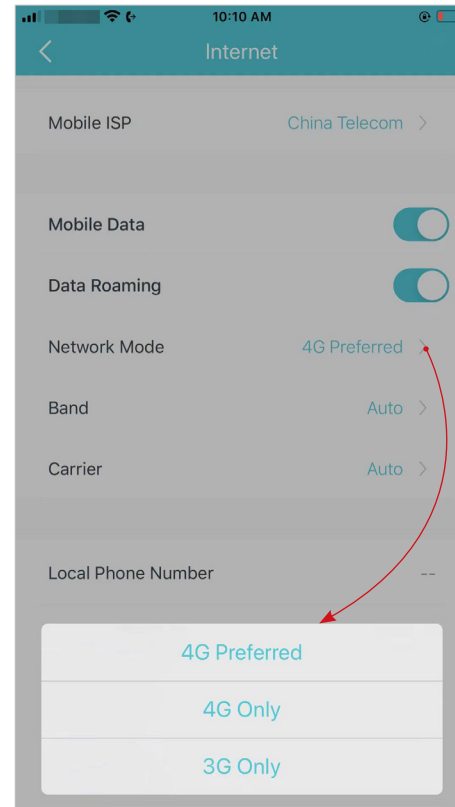 10:10 AM
Internet
Mobile ISP China Telecom >
Mobile Data
Data Roaming
Network Mode 4G Preferred >
Band Auto >
Carrier Auto >
Local Phone Number --
4G Preferred
4G Only
3G Only